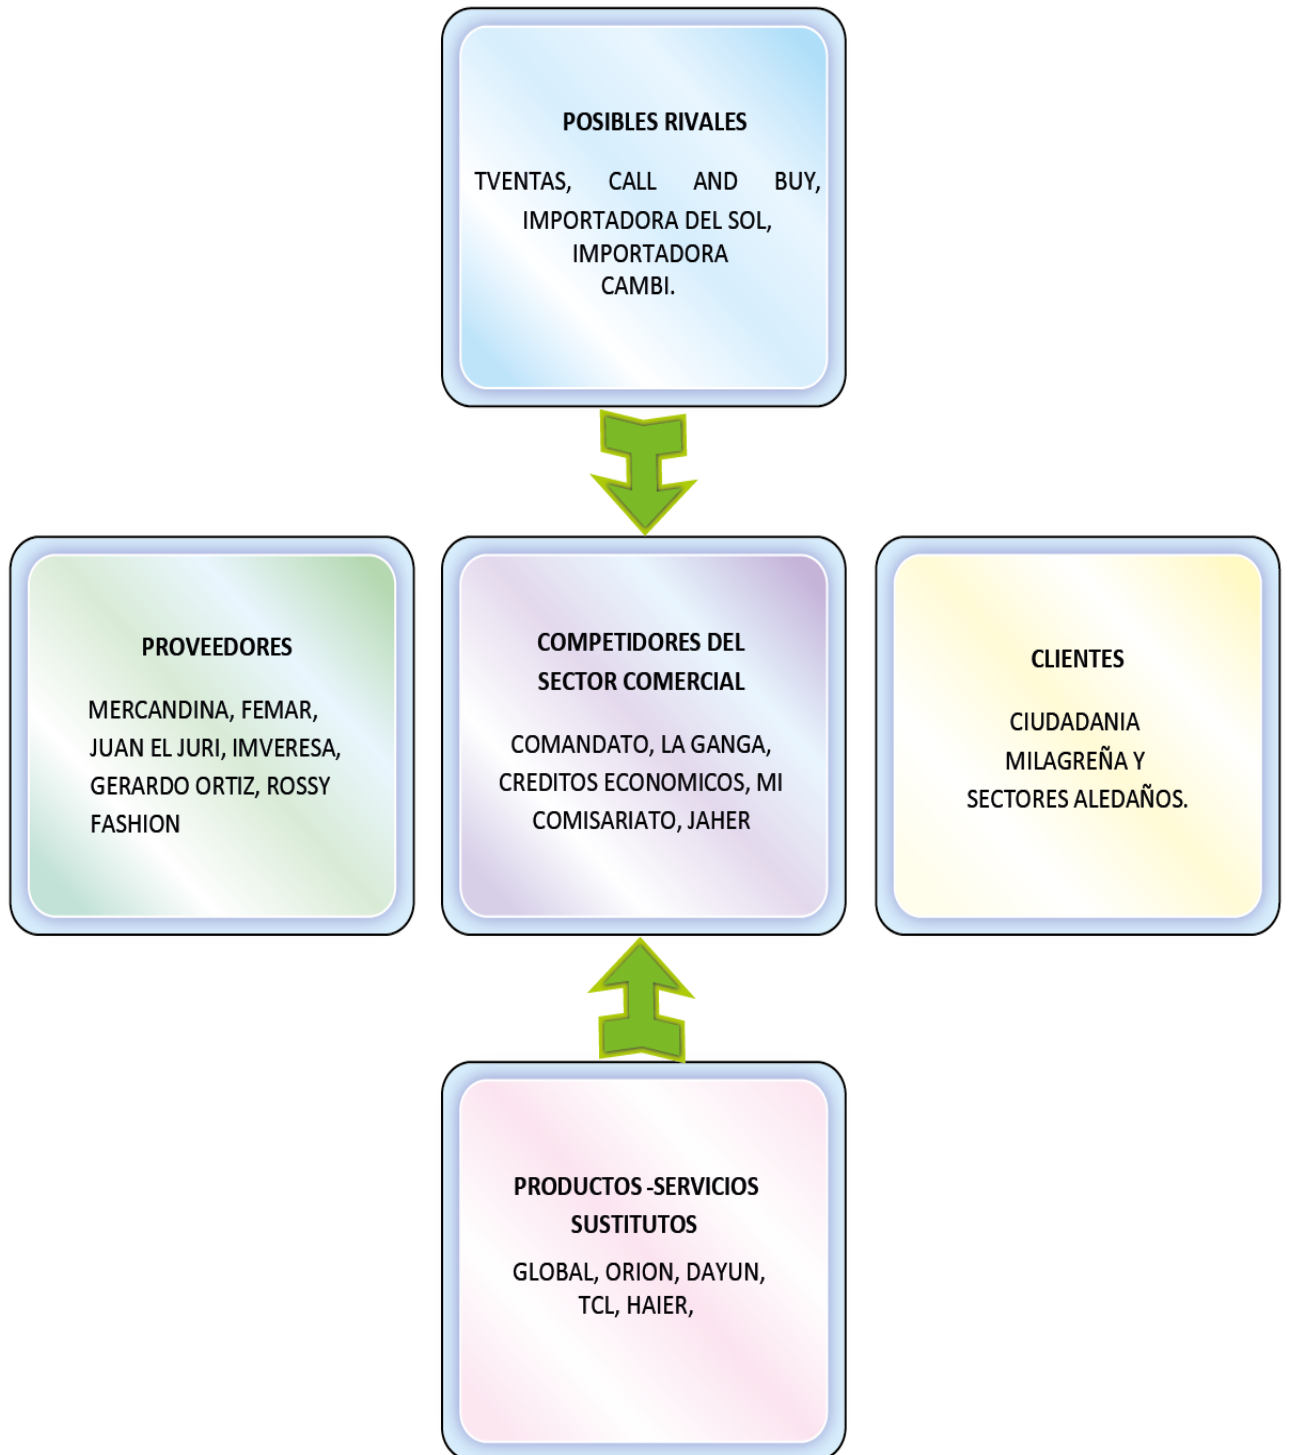 POSIBLES RIVALES
TVENTAS, CALL AND BUY,
IMPORTADORA DEL SOL,
IMPORTADORA
CAMBI.
PROVEEDORES
MERCANDINA, FEMAR,
JUAN EL JURI, IMVERESA,
GERARDO ORTIZ, ROSSY
FASHION
COMPETIDORES DEL
SECTOR COMERCIAL
COMANDATO, LA GANGA,
CREDITOS ECONOMICOS, MI
COMISARIATO, JAHER
CLIENTES
CIUDADANIA
MILAGREÑA Y
SECTORES ALEDAÑOS.
PRODUCTOS -SERVICIOS
SUSTITUTOS
GLOBAL, ORION, DAYUN,
TCL, HAIER,